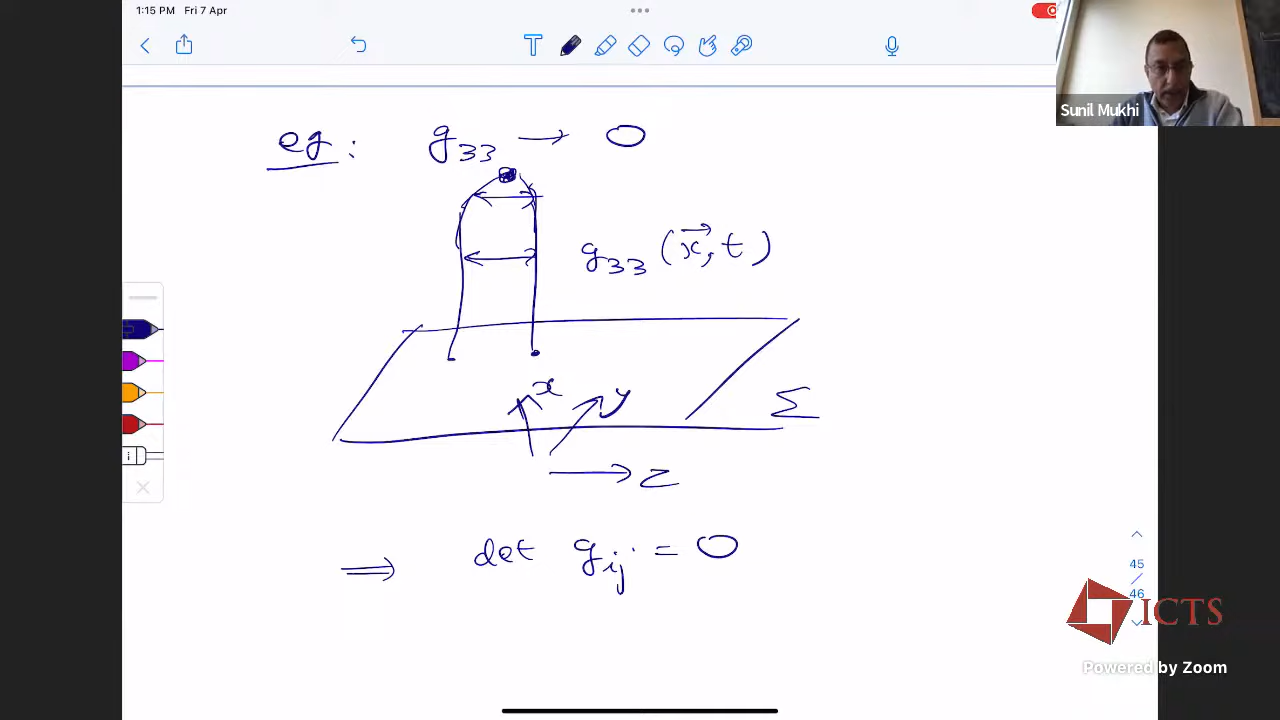 1:15 PM Fri 7 Apr
Sunil Mukhi
eg: g₃₃ → 0
g₃₃ (x⃗, t)
x
y
Σ
z
⇒ det gᵢⱼ = 0
45
/
46
ICTS
Powered by Zoom